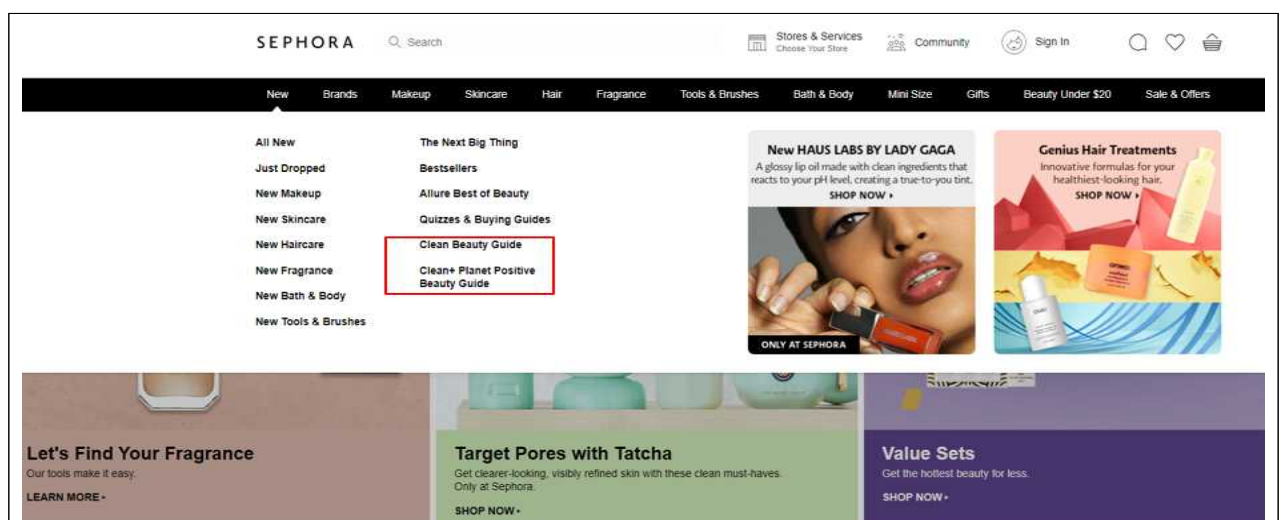 SEPHORA
Search
Stores & Services
Choose Your Store
Community
Sign In
New Brands Makeup Skincare Hair Fragrance Tools & Brushes Bath & Body Mini Size Gifts Beauty Under $20 Sale & Offers
All New
Just Dropped
New Makeup
New Skincare
New Haircare
New Fragrance
New Bath & Body
New Tools & Brushes
The Next Big Thing
Bestsellers
Allure Best of Beauty
Quizzes & Buying Guides
Clean Beauty Guide
Clean+ Planet Positive
Beauty Guide
New HAUS LABS BY LADY GAGA
A glossy lip oil made with clean ingredients that
reacts to your pH level, creating a true-to-you tint.
SHOP NOW
ONLY AT SEPHORA
Genius Hair Treatments
Innovative formulas for your
healthiest-looking hair.
SHOP NOW
Let's Find Your Fragrance
Our tools make it easy.
LEARN MORE
Target Pores with Tatcha
Get clearer-looking, visibly refined skin with these clean must-haves.
Only at Sephora.
SHOP NOW
Value Sets
Get the hottest beauty for less.
SHOP NOW